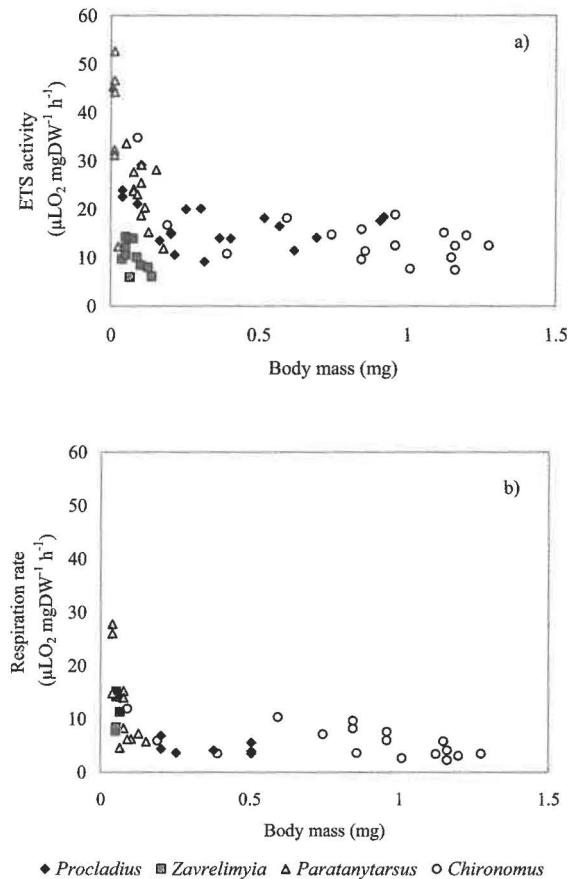 60
a)
50
40
30
20
10
0
ETS activity
(µLO₂ mgDW⁻¹ h⁻¹)
0 0.5 1 1.5
Body mass (mg)
60
b)
50
40
30
20
10
0
Respiration rate
(µLO₂ mgDW⁻¹ h⁻¹)
0 0.5 1 1.5
Body mass (mg)
Procladius Zavrelimyia Paratanytarsus Chironomus